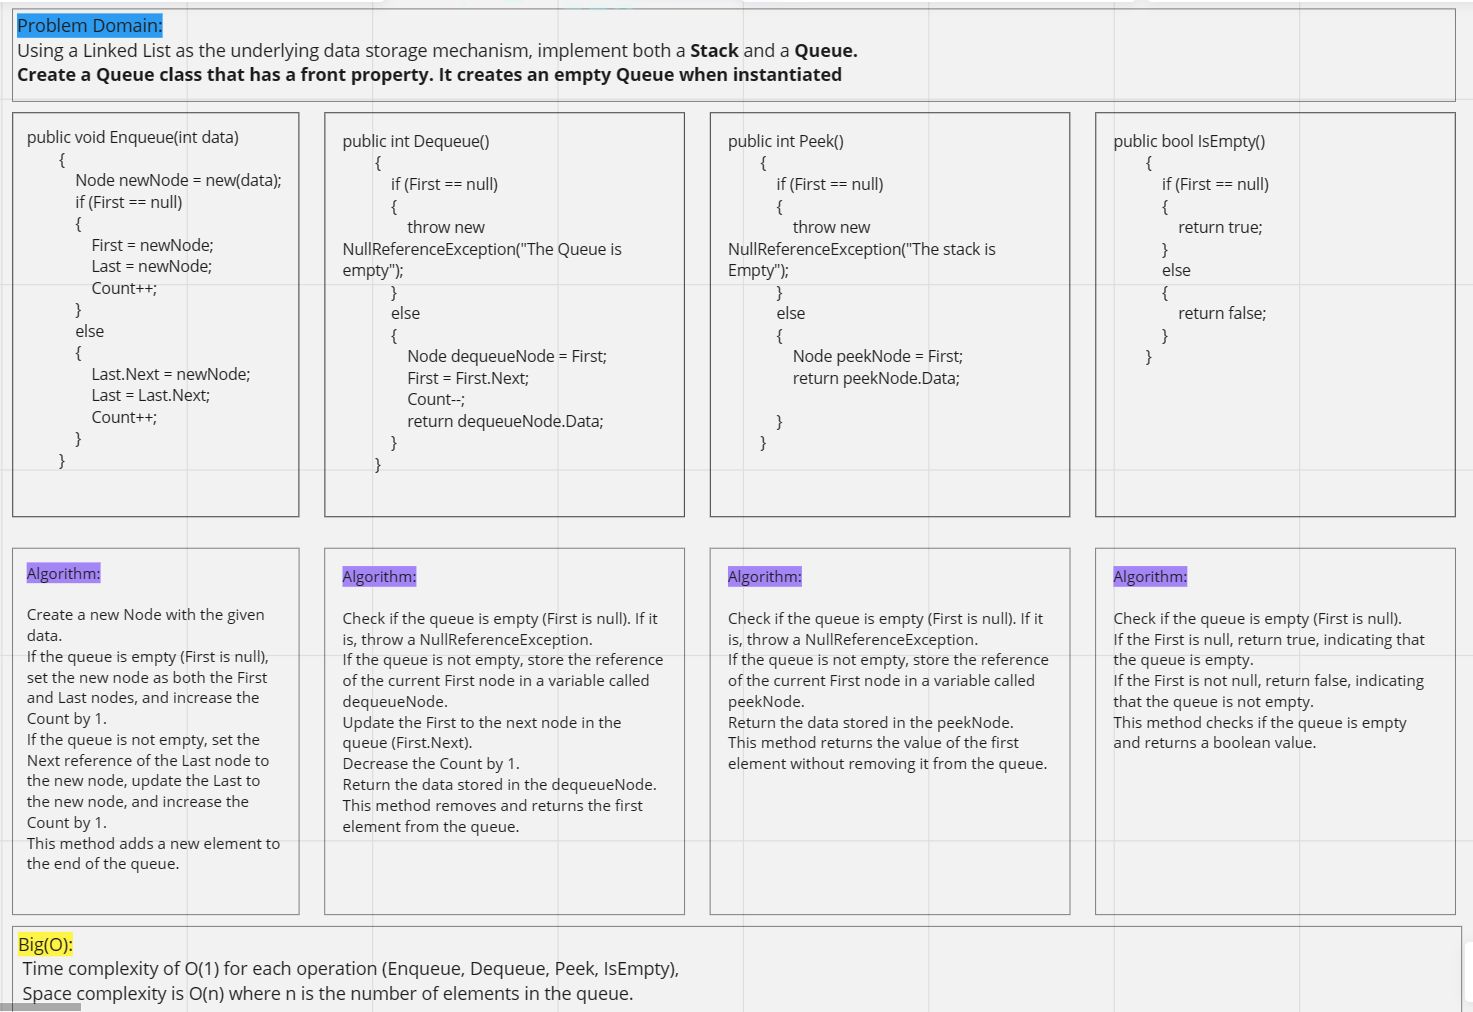 Problem Domain:
Using a Linked List as the underlying data storage mechanism, implement both a Stack and a Queue.
Create a Queue class that has a front property. It creates an empty Queue when instantiated
public void Enqueue(int data)
{
Node newNode = new(data);
if (First == null)
{
First = newNode;
Last = newNode;
Count++;
}
else
{
Last.Next = newNode;
Last = Last.Next;
Count++;
}
}
public int Dequeue()
{
if (First == null)
{
throw new
NullReferenceException("The Queue is
empty");
}
else
{
Node dequeueNode = First;
First = First.Next;
Count--;
return dequeueNode.Data;
}
}
public int Peek()
{
if (First == null)
{
throw new
NullReferenceException("The stack is
Empty");
}
else
{
Node peekNode = First;
return peekNode.Data;
}
}
public bool IsEmpty()
{
if (First == null)
{
return true;
}
else
{
return false;
}
}
Algorithm:
Create a new Node with the given
data.
If the queue is empty (First is null),
set the new node as both the First
and Last nodes, and increase the
Count by 1.
If the queue is not empty, set the
Next reference of the Last node to
the new node, update the Last to
the new node, and increase the
Count by 1.
This method adds a new element to
the end of the queue.
Algorithm:
Check if the queue is empty (First is null). If it
is, throw a NullReferenceException.
If the queue is not empty, store the reference
of the current First node in a variable called
dequeueNode.
Update the First to the next node in the
queue (First.Next).
Decrease the Count by 1.
Return the data stored in the dequeueNode.
This method removes and returns the first
element from the queue.
Algorithm:
Check if the queue is empty (First is null). If it
is, throw a NullReferenceException.
If the queue is not empty, store the reference
of the current First node in a variable called
peekNode.
Return the data stored in the peekNode.
This method returns the value of the first
element without removing it from the queue.
Algorithm:
Check if the queue is empty (First is null).
If the First is null, return true, indicating that
the queue is empty.
If the First is not null, return false, indicating
that the queue is not empty.
This method checks if the queue is empty
and returns a boolean value.
Big(O):
Time complexity of O(1) for each operation (Enqueue, Dequeue, Peek, IsEmpty),
Space complexity is O(n) where n is the number of elements in the queue.